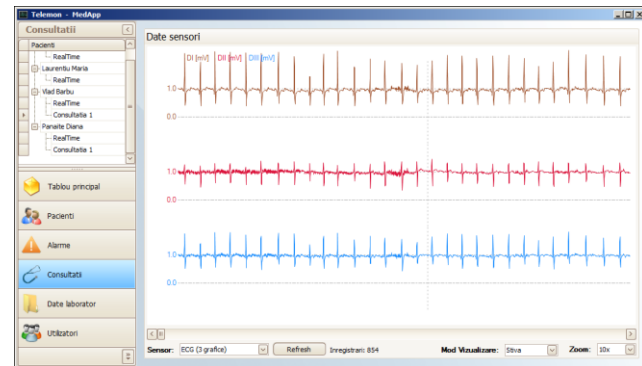 Telemon - MedApp
Consultatii
Pacienti
RealTime
Laurentiu Maria
RealTime
Vlad Barbu
RealTime
Consultatia 1
Panaite Diana
RealTime
Consultatia 1
Tablou principal
Pacienti
Alarme
Consultatii
Date laborator
Utilizatori
Date sensori
DI [mV] DII [mV] DIII [mV]
1.0
0.0
1.0
0.0
1.0
0.0
Sensor: ECG (3 grafice) Refresh Inregistrari: 854 Mod Vizualizare: Stiva Zoom: 10x